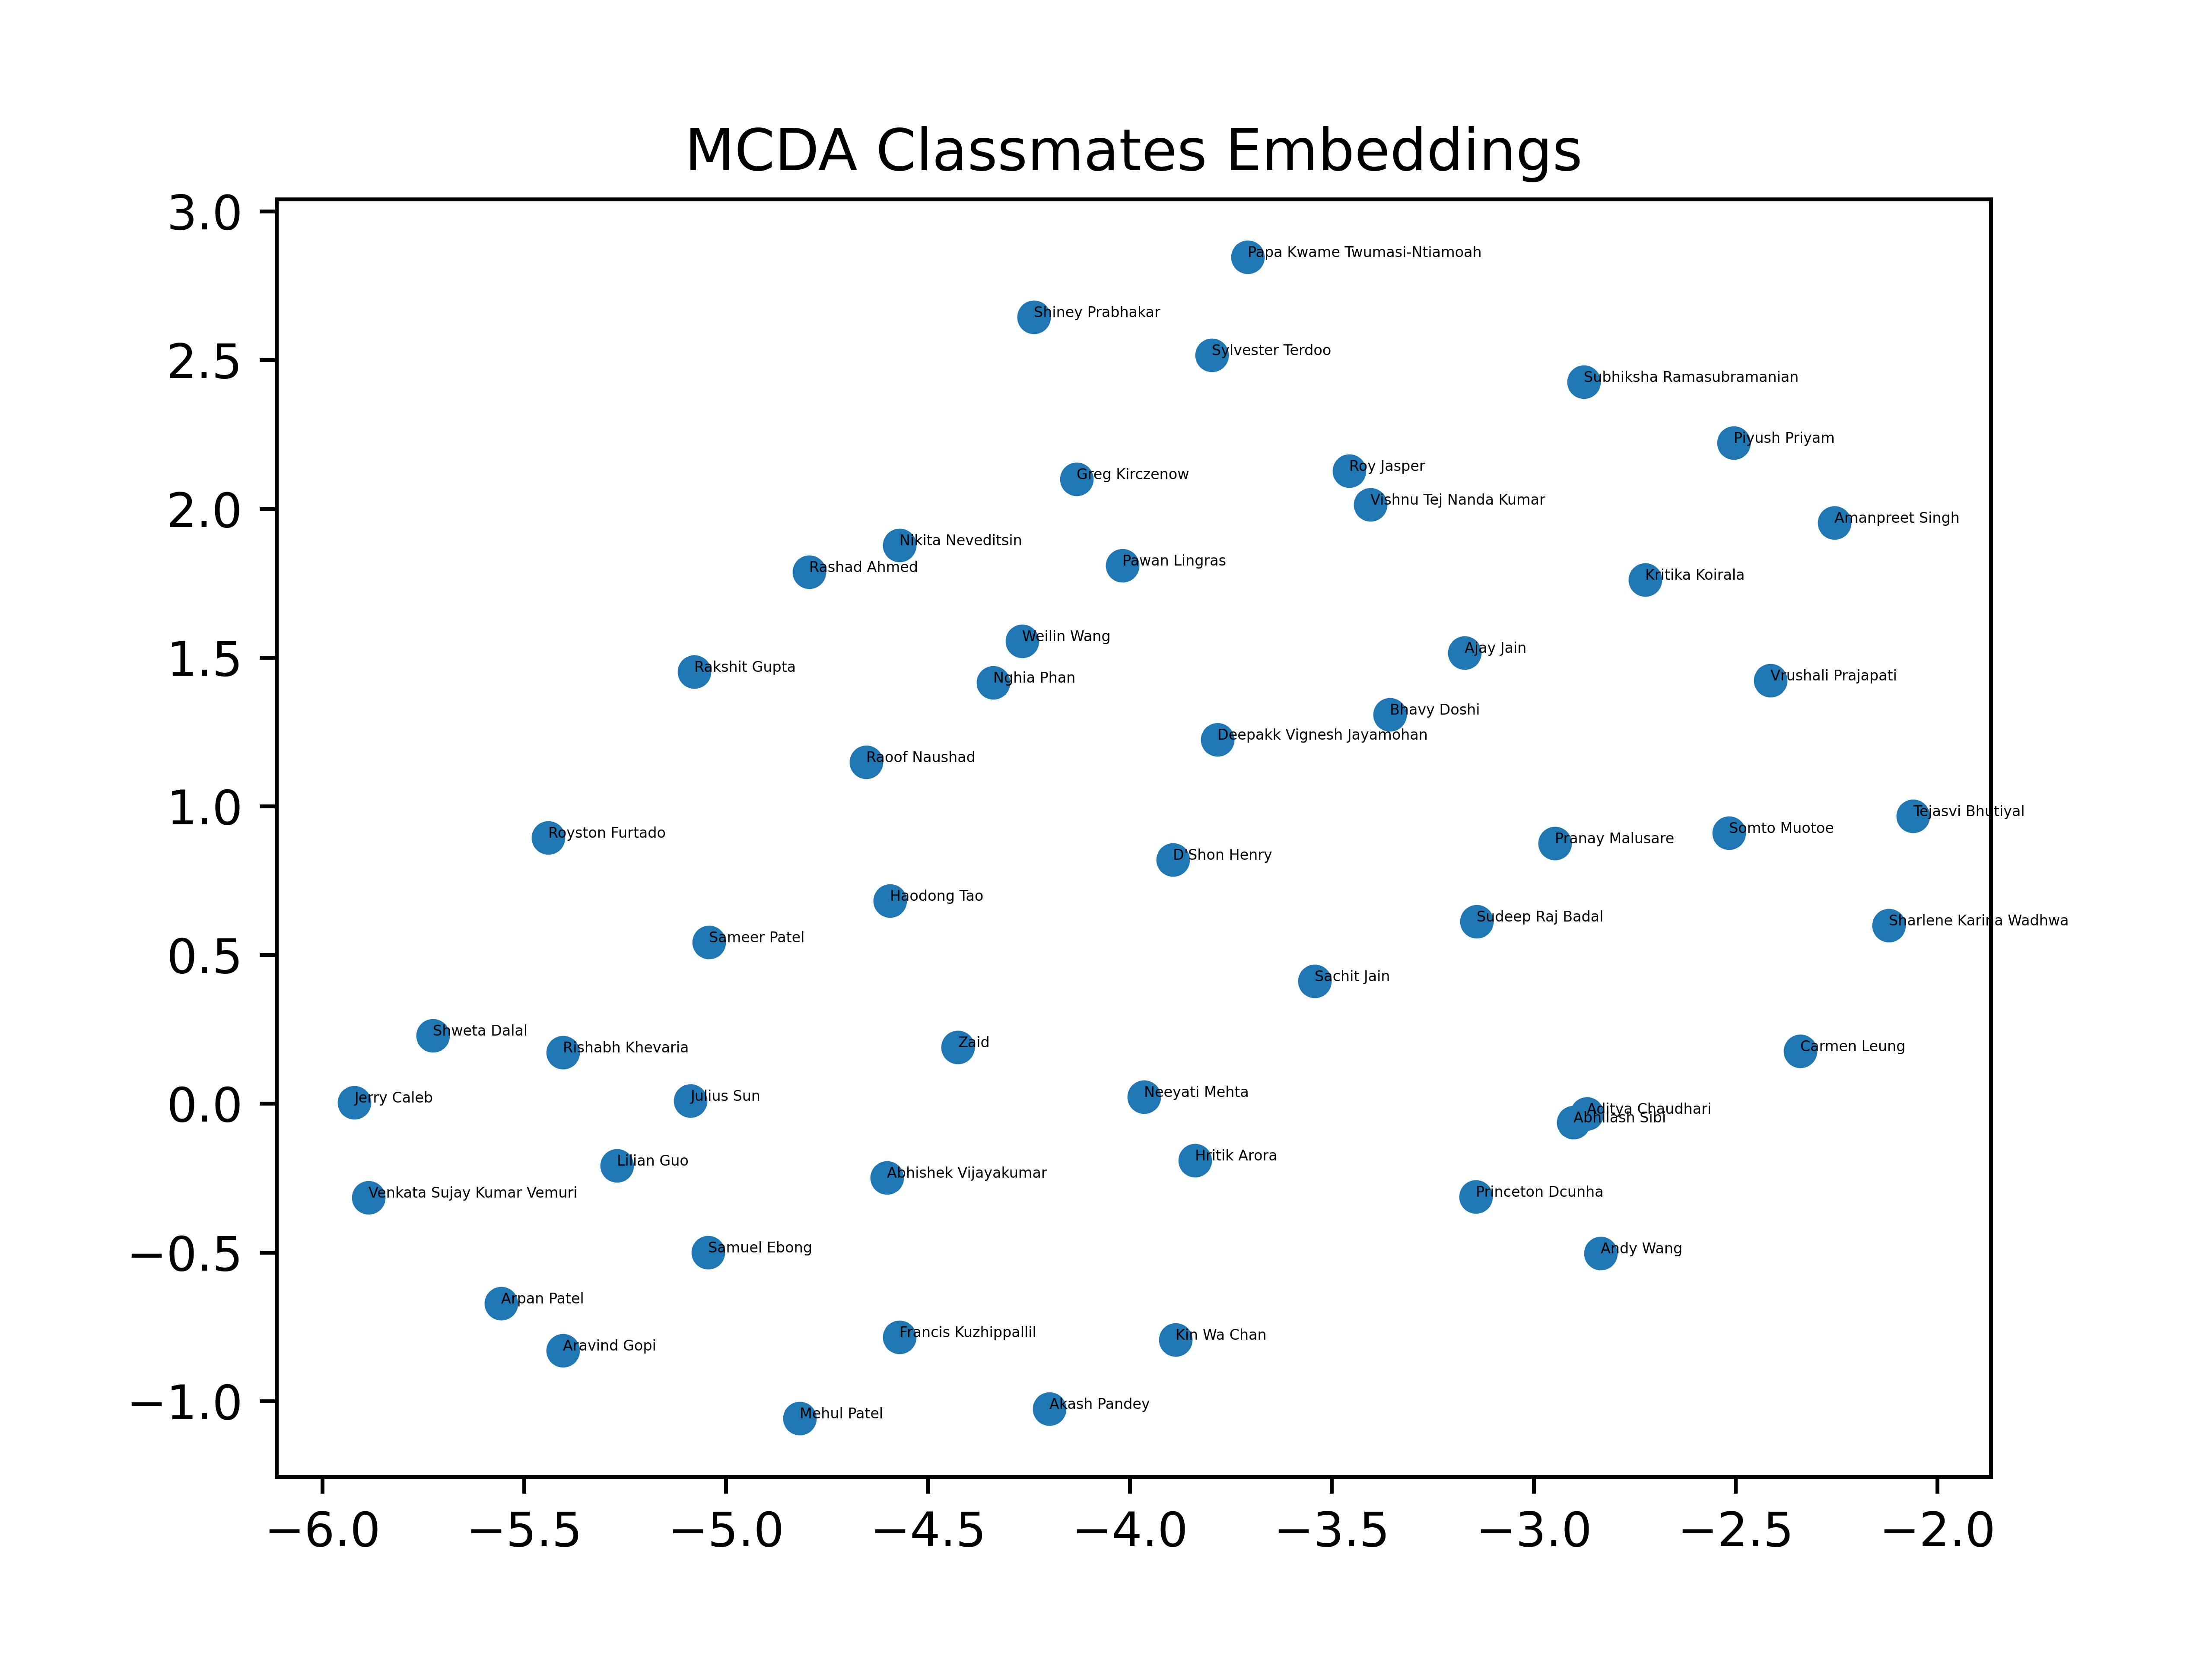 MCDA Classmates Embeddings
3.0
Papa Kwame Twumasi-Ntiamoah
Shiney Prabhakar
2.5
Sylvester Terdoo
Subhiksha Ramasubramanian
Piyush Priyam
Roy Jasper
Greg Kirczenow
Vishnu Tej Nanda Kumar
2.0
Amanpreet Singh
Nikita Neveditsin
Pawan Lingras
Rashad Ahmed
Kritika Koirala
Weilin Wang
Ajay Jain
1.5
Rakshit Gupta
Vrushali Prajapati
Nghia Phan
Bhavy Doshi
Deepakk Vignesh Jayamohan
Raoof Naushad
1.0
Tejasvi Bhutiyal
Somto Muotoe
Royston Furtado
Pranay Malusare
D'Shon Henry
Haodong Tao
Sudeep Raj Badal
Sharlene Karina Wadhwa
Sameer Patel
0.5
Sachit Jain
Shweta Dalal
Zaid
Carmen Leung
Rishabh Khevaria
Neeyati Mehta
Julius Sun
Jerry Caleb
0.0
Aditya Chaudhari
Abhilash Sibi
Hritik Arora
Lilian Guo
Abhishek Vijayakumar
Princeton Dcunha
Venkata Sujay Kumar Vemuri
Samuel Ebong
Andy Wang
−0.5
Arpan Patel
Francis Kuzhippallil
Kin Wa Chan
Aravind Gopi
−1.0
Akash Pandey
Mehul Patel
−6.0 −5.5 −5.0 −4.5 −4.0 −3.5 −3.0 −2.5 −2.0